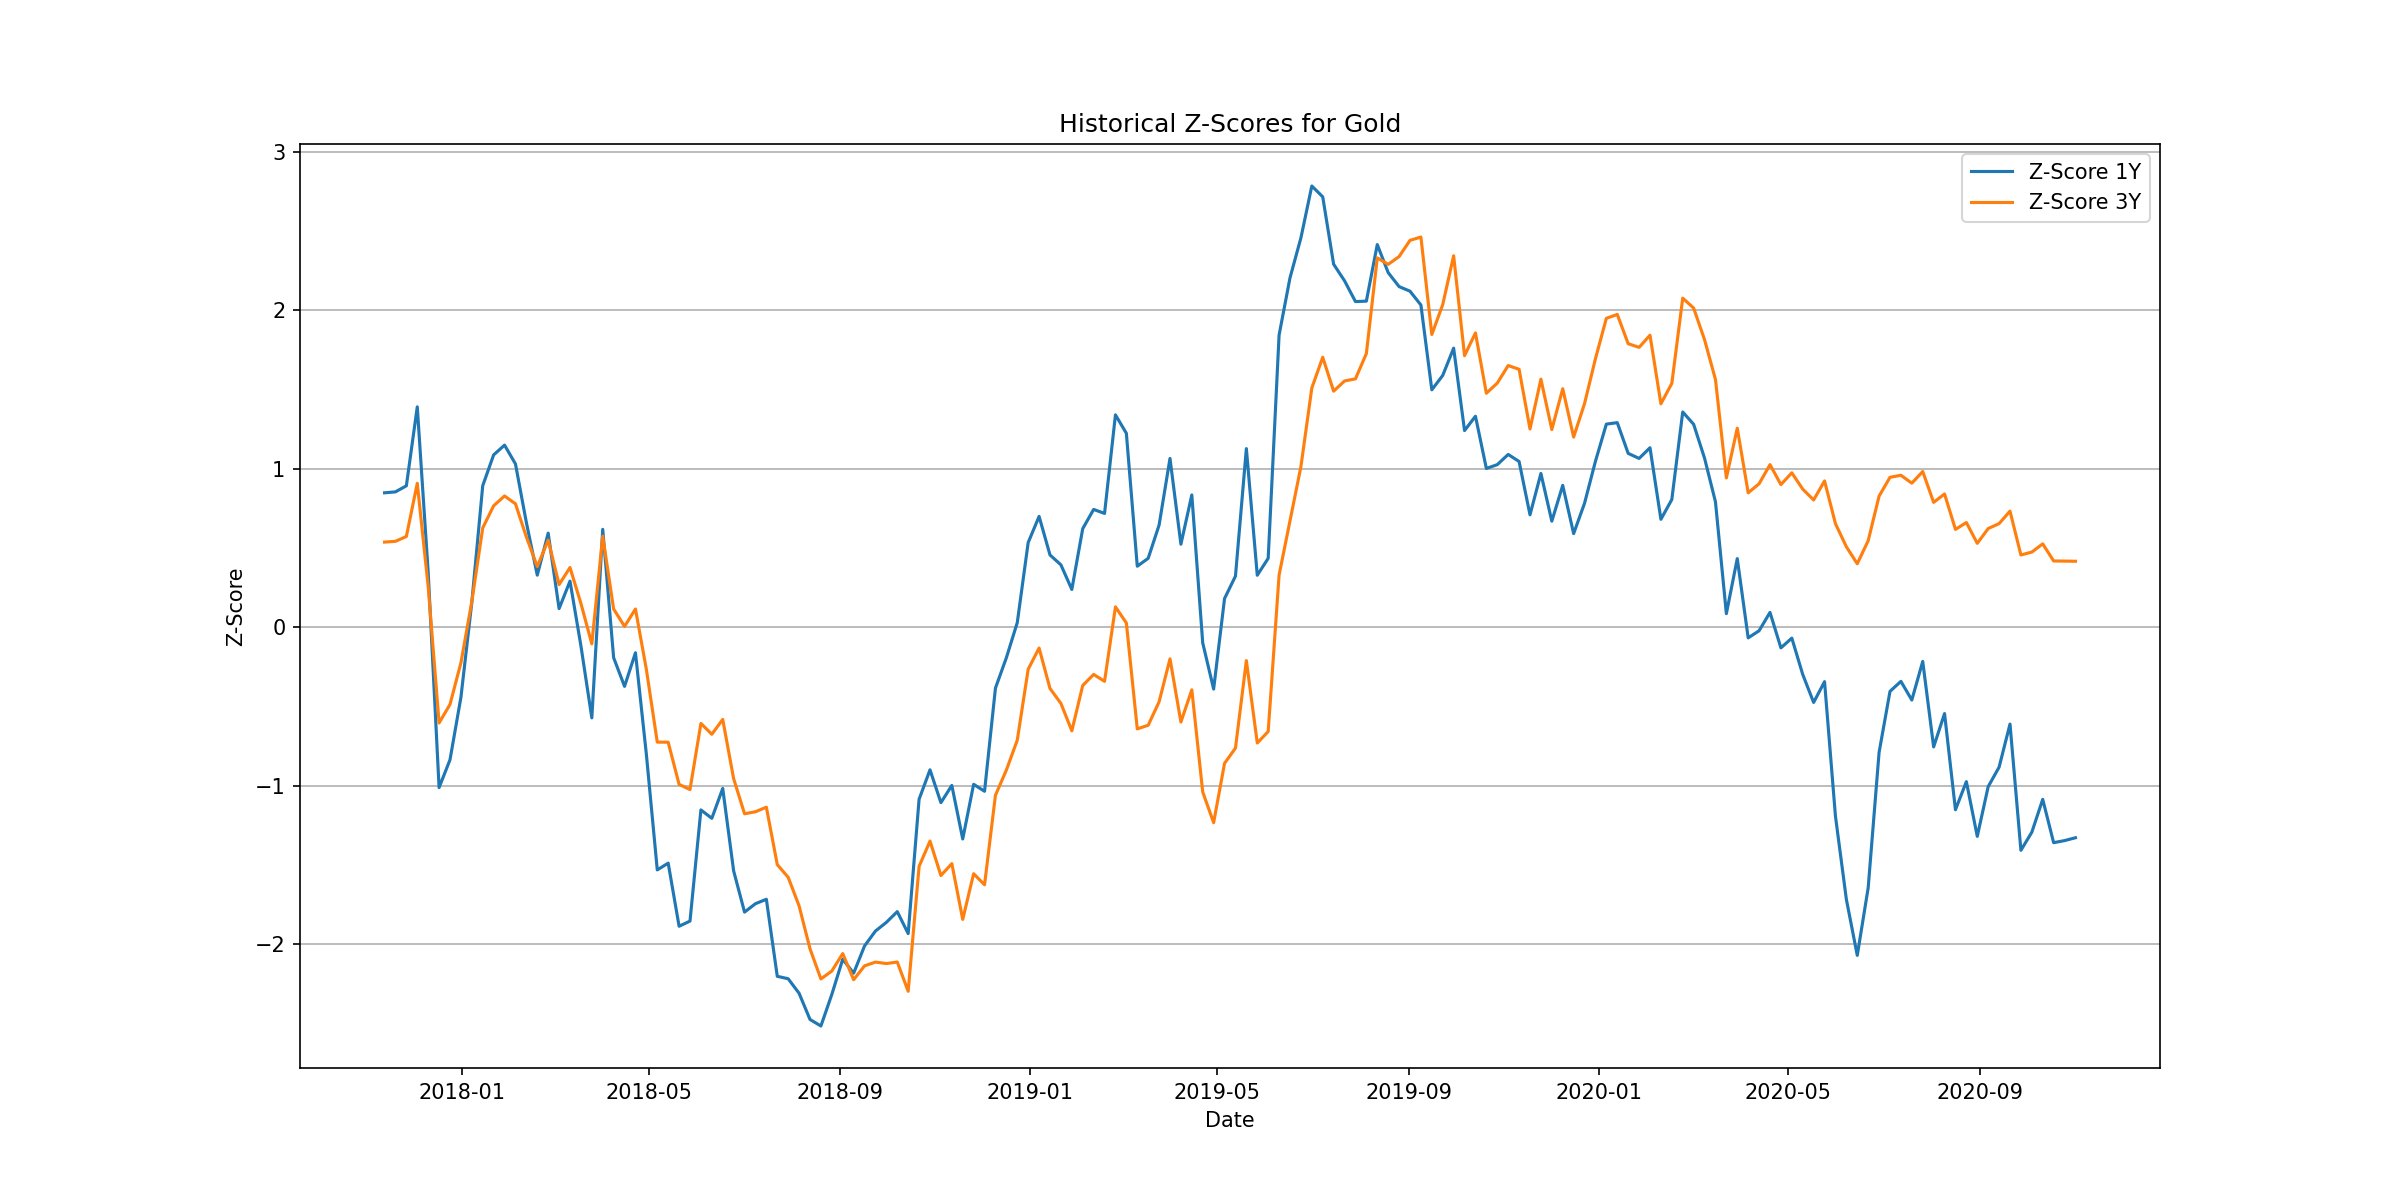 Historical Z-Scores for Gold
Z-Score 1Y
Z-Score 3Y
Z-Score
3
2
1
0
−1
−2
2018-01 2018-05 2018-09 2019-01 2019-05 2019-09 2020-01 2020-05 2020-09
Date